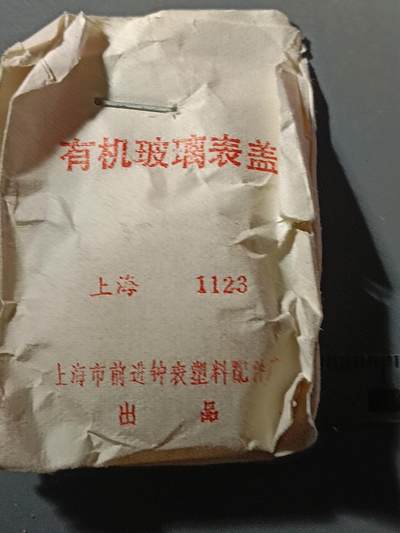 有机玻璃表盖
上海 1123
上海市前进钟表塑料配件厂
出品